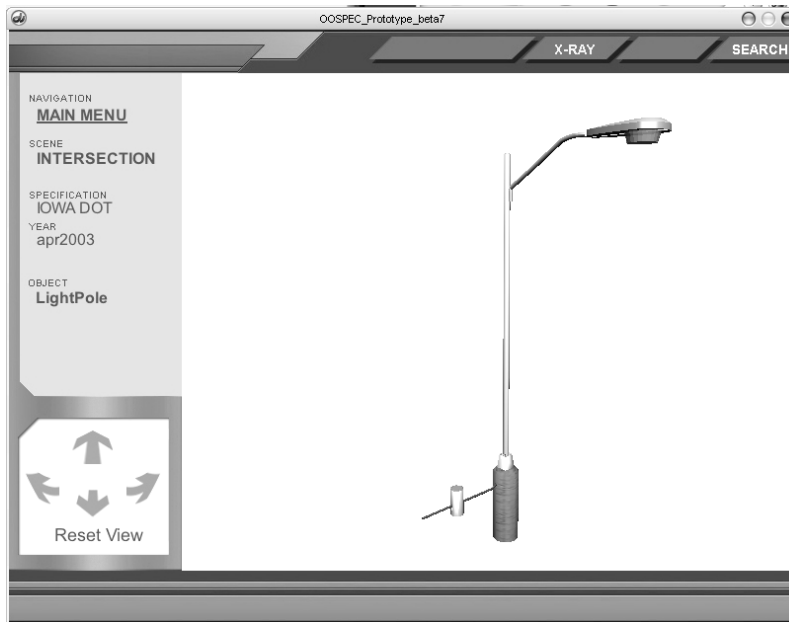 OOSPEC_Prototype_beta7
X-RAY
SEARCH
NAVIGATION
MAIN MENU
SCENE
INTERSECTION
SPECIFICATION
IOWA DOT
YEAR
apr2003
OBJECT
LightPole
Reset View